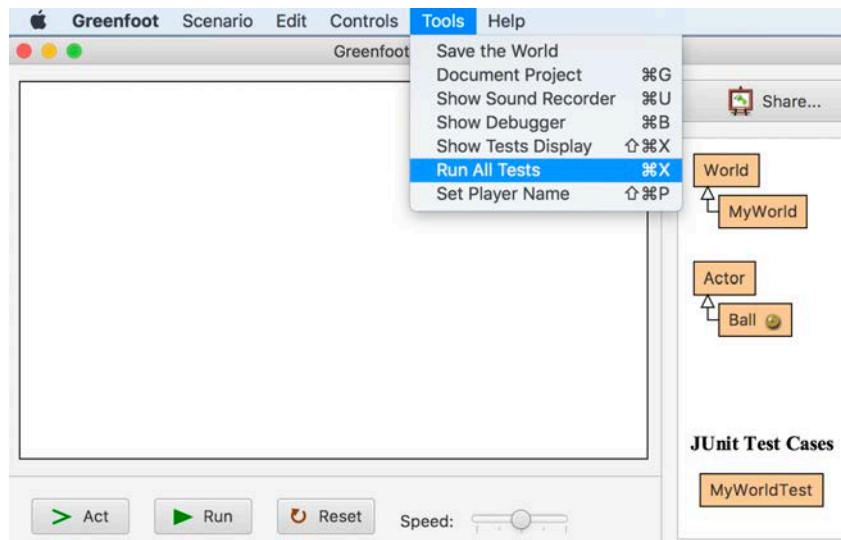 Greenfoot Scenario Edit Controls Tools Help
Greenfoot
Save the World
Document Project ⌘G
Show Sound Recorder ⌘U
Show Debugger ⌘B
Show Tests Display ⇧⌘X
Run All Tests ⌘X
Set Player Name ⇧⌘P
Share...
World
MyWorld
Actor
Ball
JUnit Test Cases
MyWorldTest
Act Run Reset Speed: